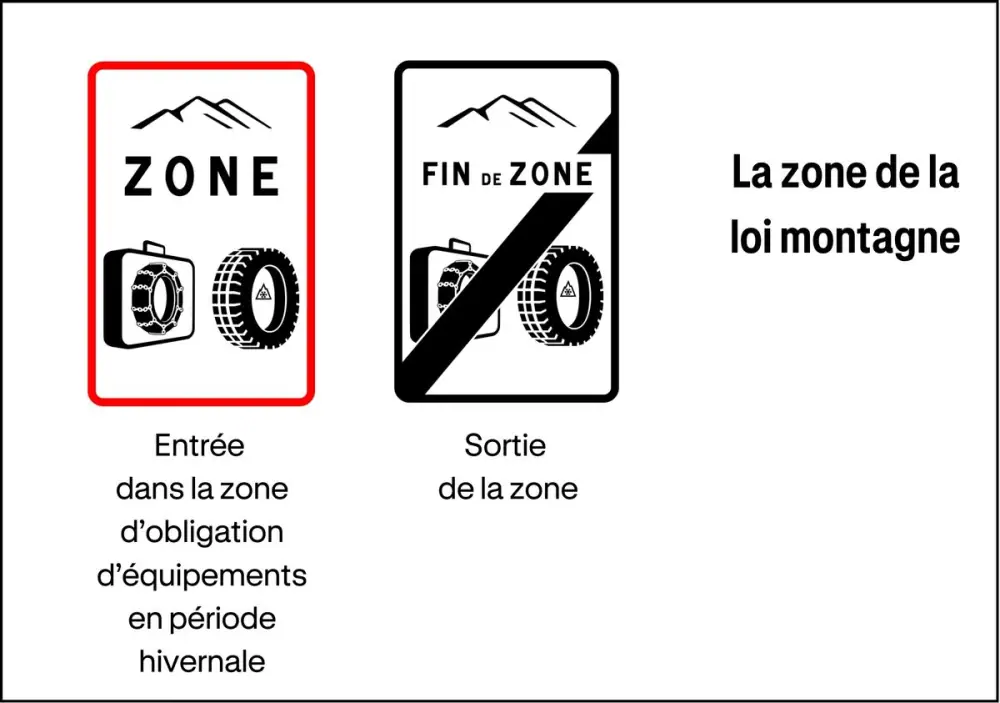 ZONE
FIN DE ZONE
La zone de la
loi montagne
Entrée
dans la zone
d’obligation
d’équipements
en période
hivernale
Sortie
de la zone